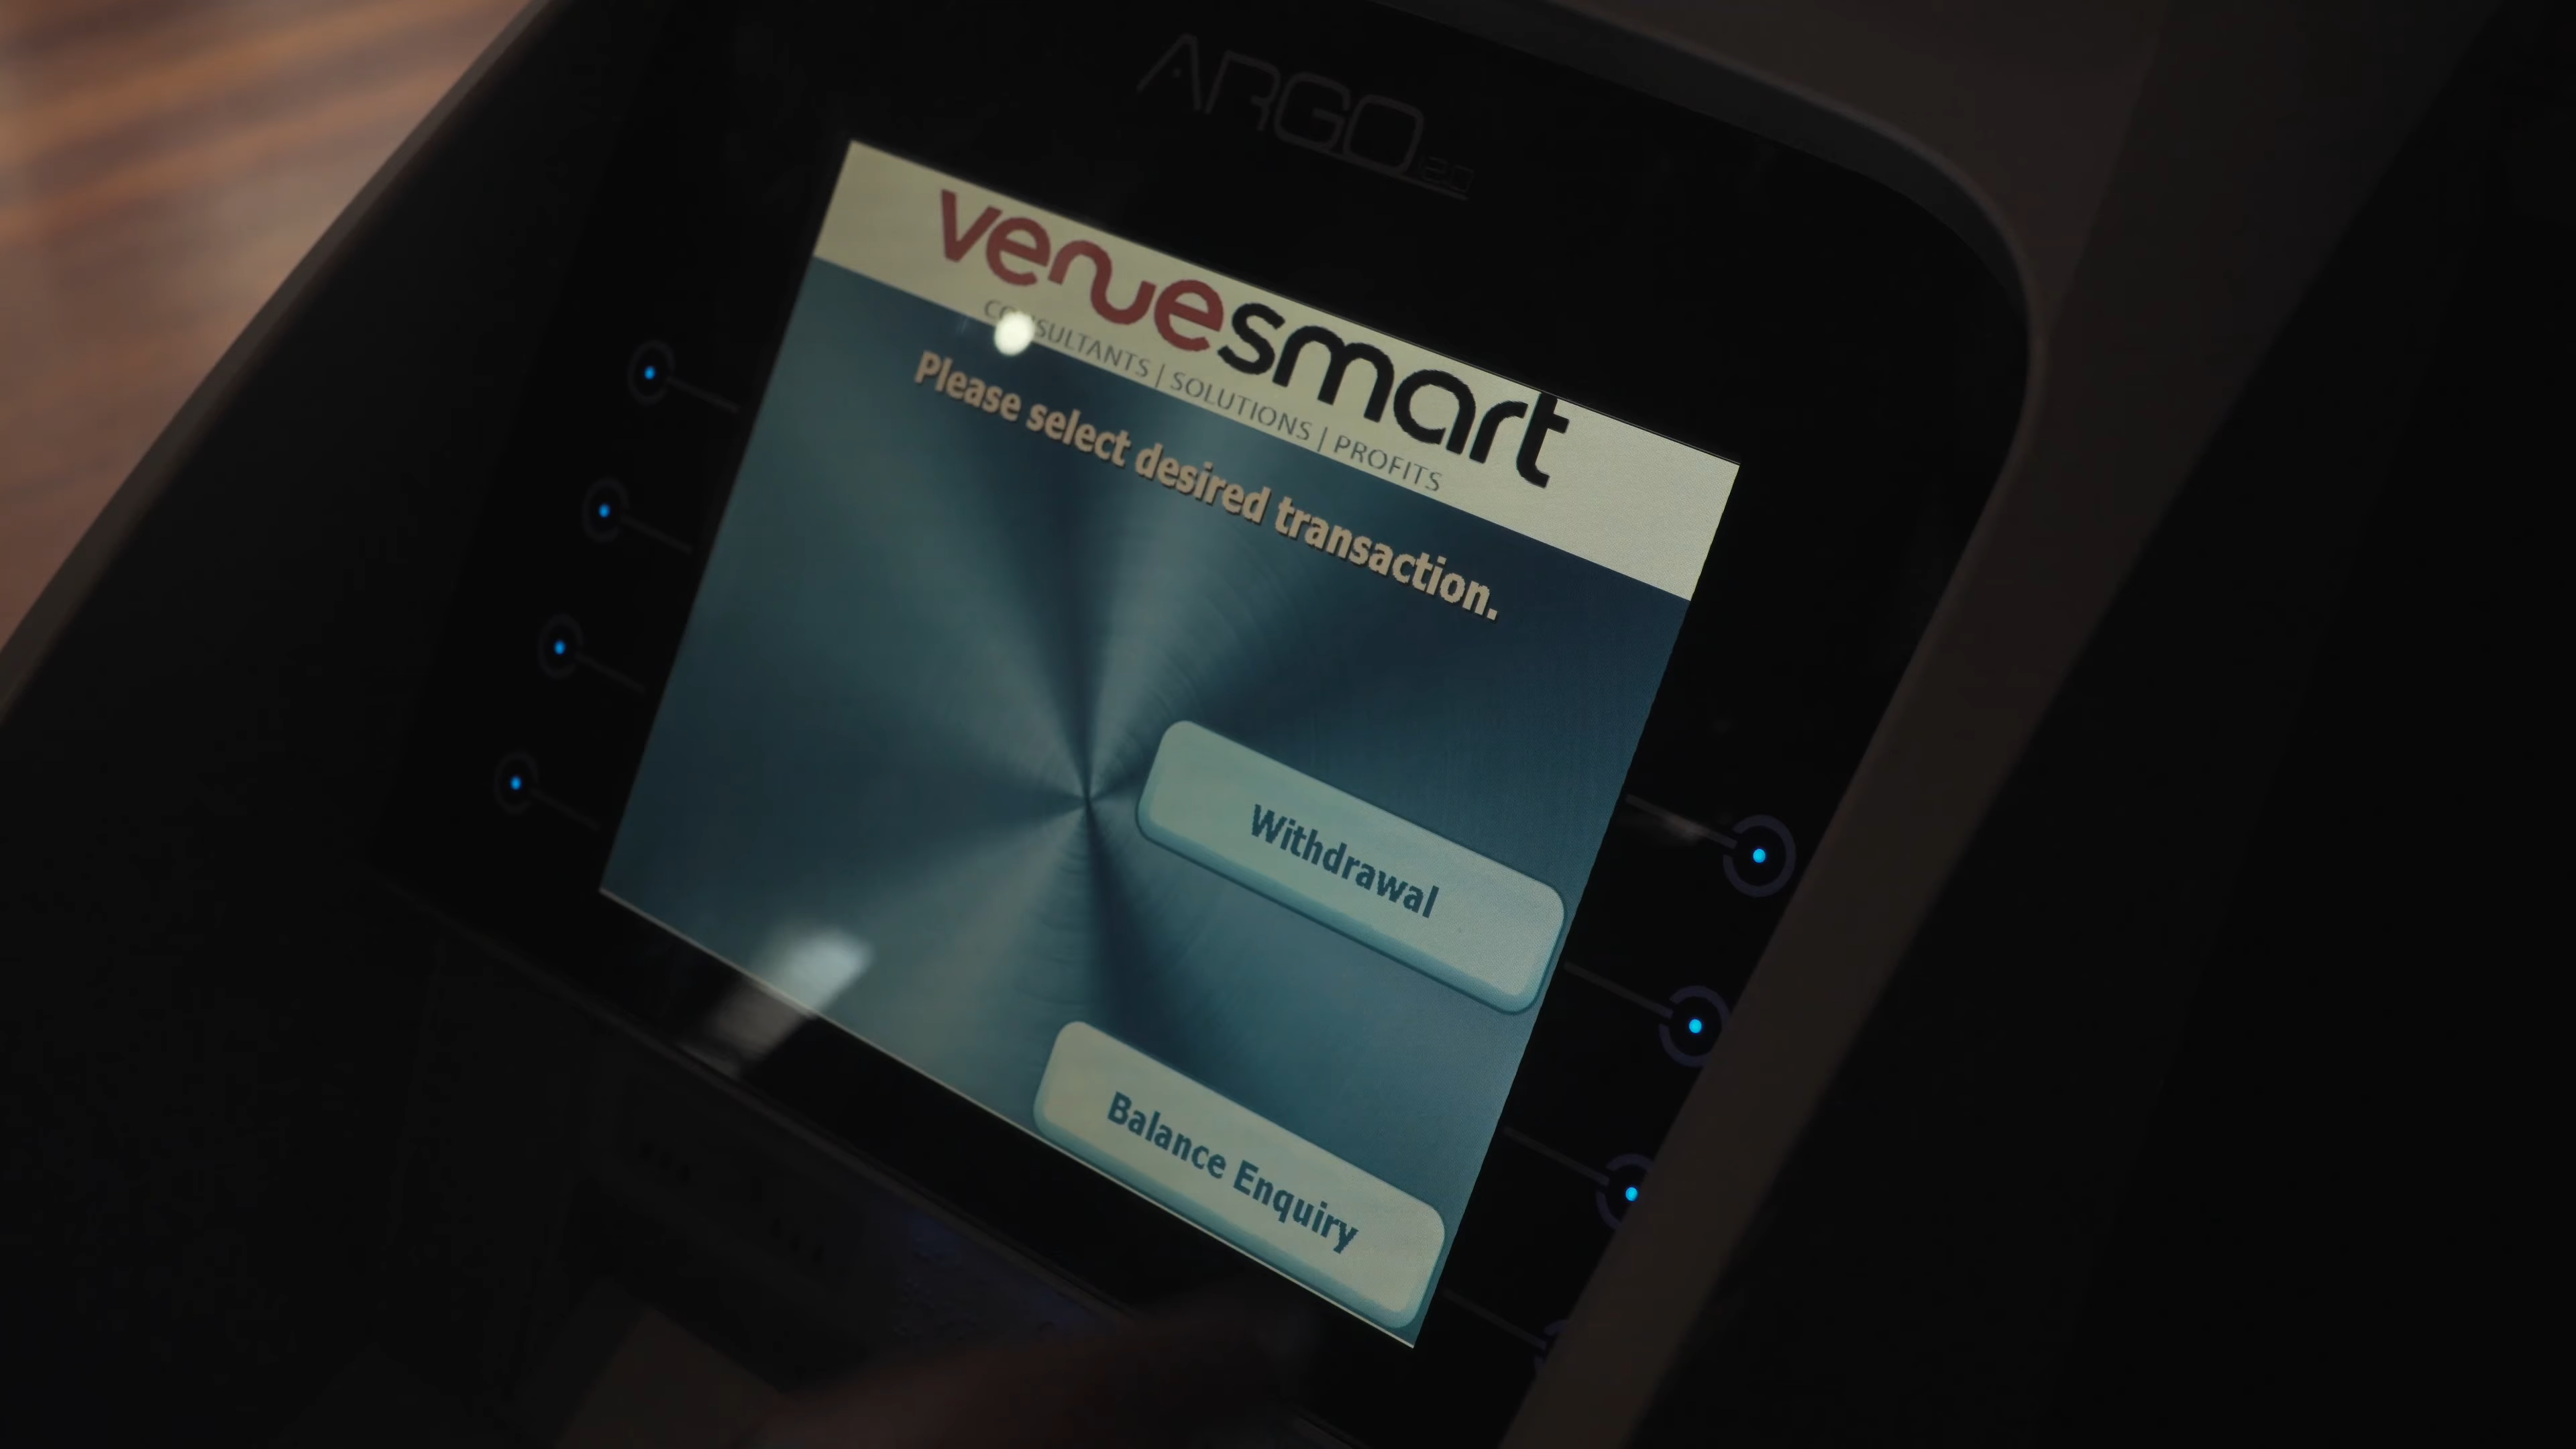 ARGO
venuesmart
CONSULTANTS | SOLUTIONS | PROFITS
Please select desired transaction.
Withdrawal
Balance Enquiry